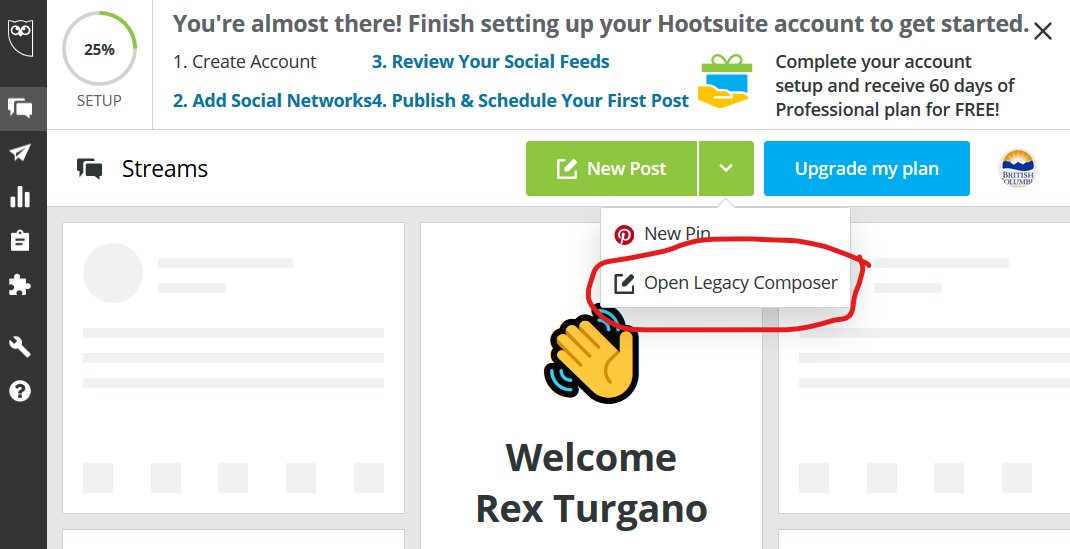 You're almost there! Finish setting up your Hootsuite account to get started.
25%
SETUP
1. Create Account
3. Review Your Social Feeds
2. Add Social Networks
4. Publish & Schedule Your First Post
Complete your account
setup and receive 60 days of
Professional plan for FREE!
Streams
New Post
Upgrade my plan
BRITISH
New Pin
Open Legacy Composer
Welcome
Rex Turgano